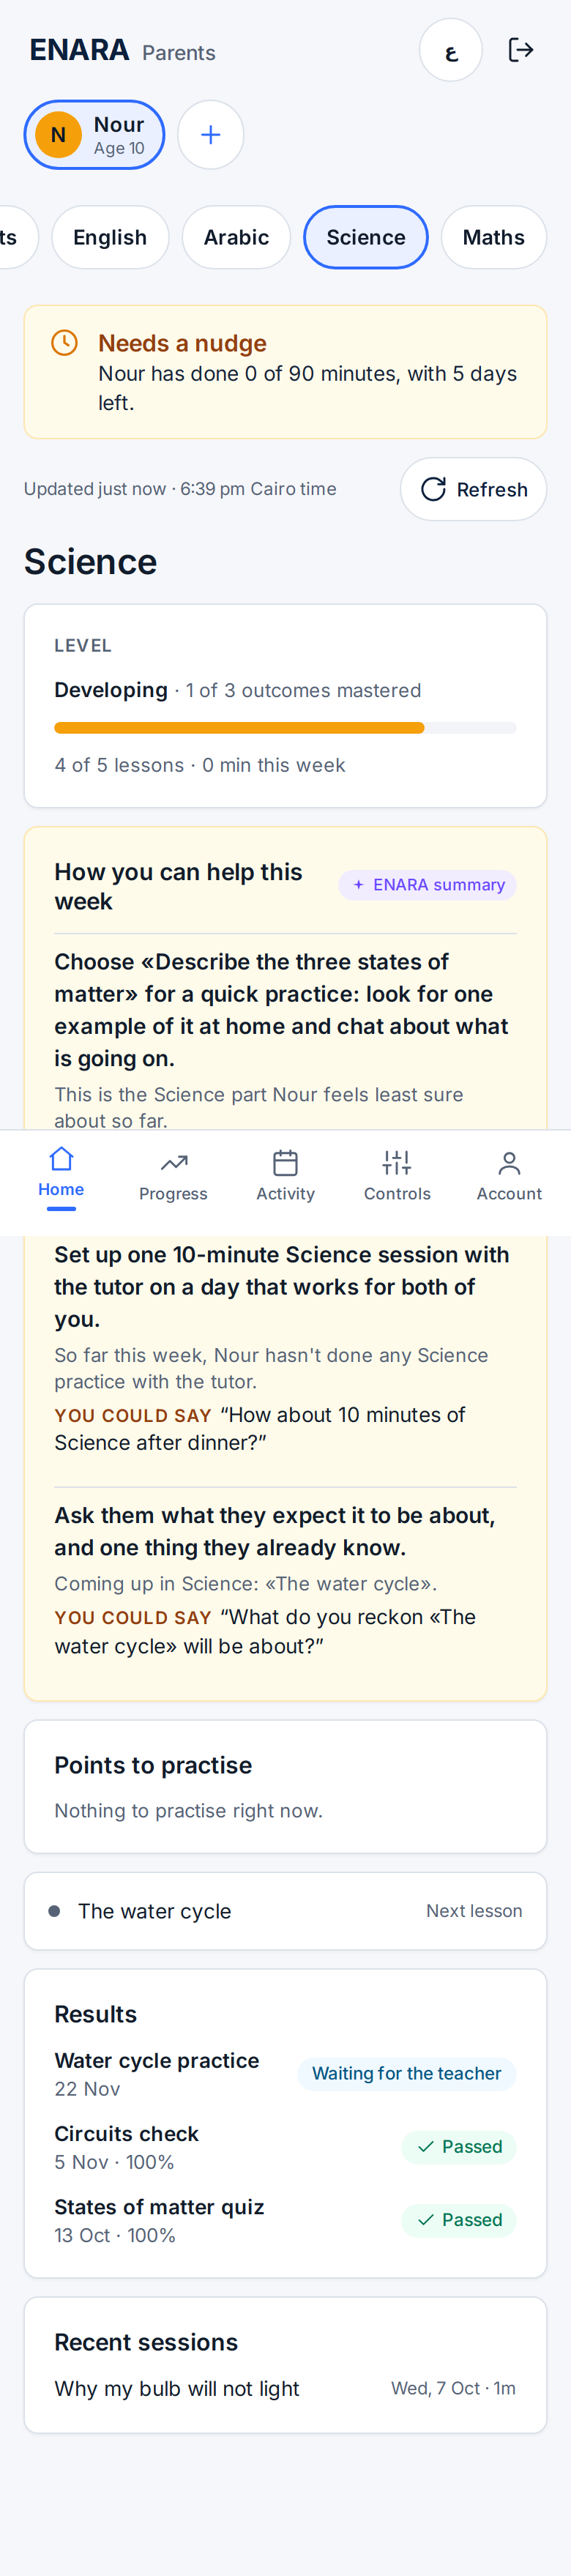 ENARA Parents
ع
N
Nour
Age 10
ts
English
Arabic
Science
Maths
Needs a nudge
Nour has done 0 of 90 minutes, with 5 days
left.
Updated just now · 6:39 pm Cairo time
Refresh
Science
LEVEL
Developing · 1 of 3 outcomes mastered
4 of 5 lessons · 0 min this week
How you can help this
week
ENARA summary
Choose «Describe the three states of
matter» for a quick practice: look for one
example of it at home and chat about what
is going on.
This is the Science part Nour feels least sure
about so far.
Home
Progress
Activity
Controls
Account
Set up one 10-minute Science session with
the tutor on a day that works for both of
you.
So far this week, Nour hasn't done any Science
practice with the tutor.
YOU COULD SAY “How about 10 minutes of
Science after dinner?”
Ask them what they expect it to be about,
and one thing they already know.
Coming up in Science: «The water cycle».
YOU COULD SAY “What do you reckon «The
water cycle» will be about?”
Points to practise
Nothing to practise right now.
The water cycle
Next lesson
Results
Water cycle practice
22 Nov
Waiting for the teacher
Circuits check
5 Nov · 100%
Passed
States of matter quiz
13 Oct · 100%
Passed
Recent sessions
Why my bulb will not light
Wed, 7 Oct · 1m